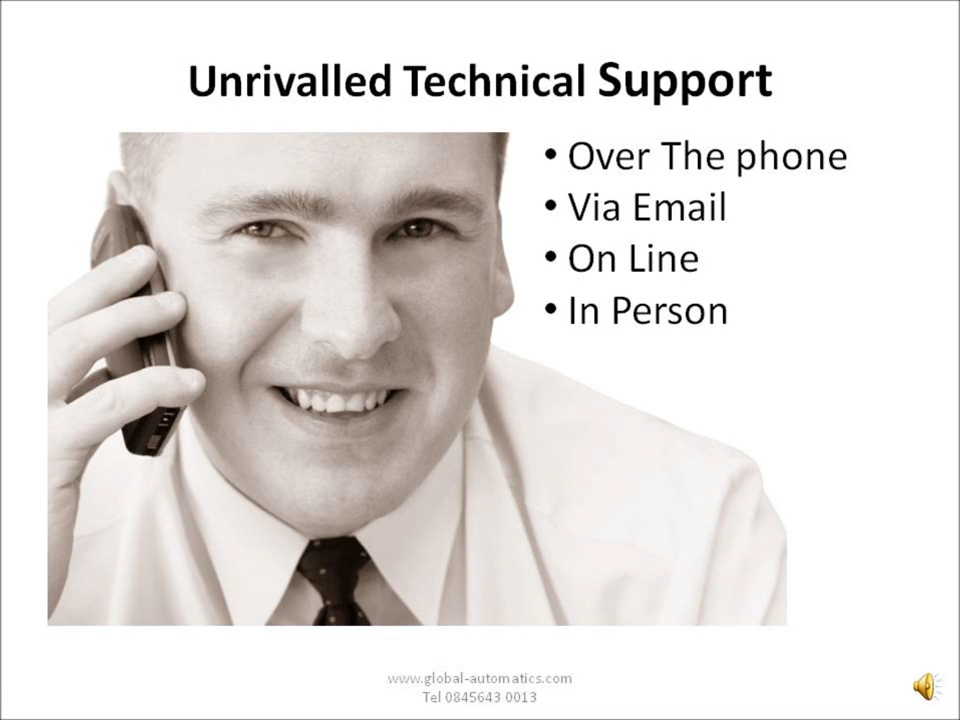 Unrivalled Technical Support
• Over The phone
• Via Email
• On Line
• In Person
www.global-automatics.com
Tel 0845643 0013